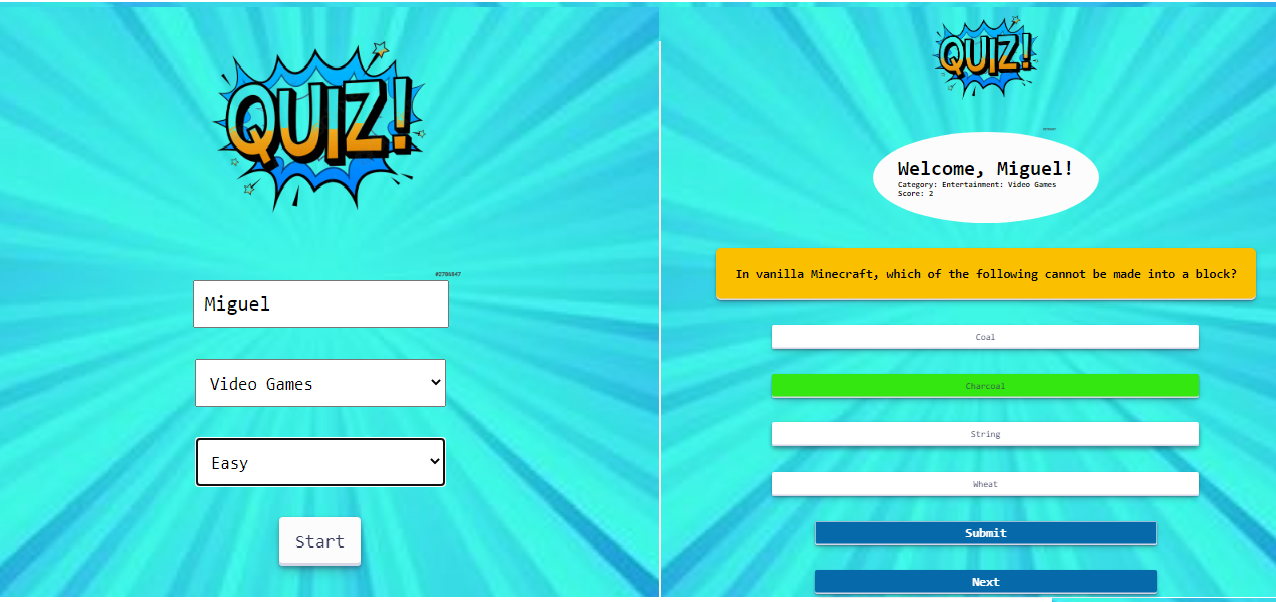 QUIZ!
#2786847
Miguel
Video Games
Easy
Start
QUIZ!
Welcome, Miguel!
Category: Entertainment: Video Games
Score: 2
In vanilla Minecraft, which of the following cannot be made into a block?
Coal
Charcoal
String
Wheat
Submit
Next